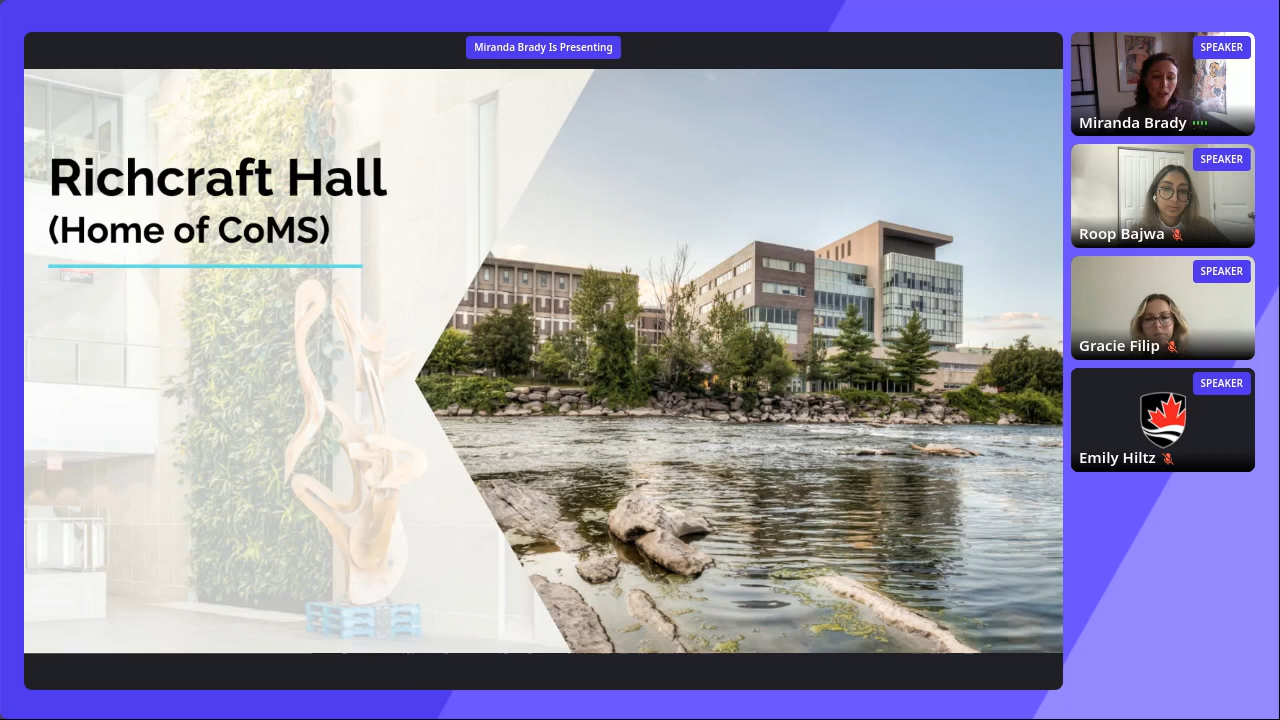 Miranda Brady Is Presenting
Richcraft Hall
(Home of CoMS)
SPEAKER
Miranda Brady
SPEAKER
Roop Bajwa
SPEAKER
Gracie Filip
SPEAKER
Emily Hiltz